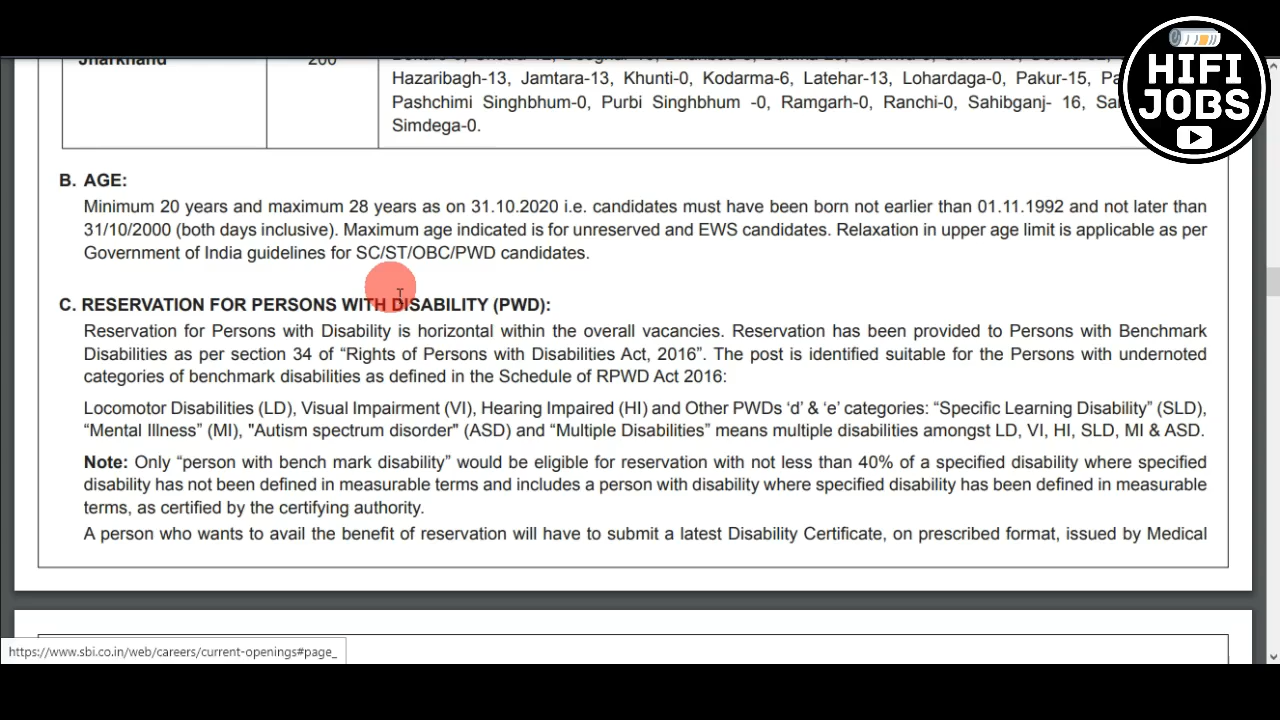 Jharkhand 200
Hazaribagh-13, Jamtara-13, Khunti-0, Kodarma-6, Latehar-13, Lohardaga-0, Pakur-15,
Pashchimi Singhbhum-0, Purbi Singhbhum -0, Ramgarh-0, Ranchi-0, Sahibganj- 16,
Simdega-0.
HIFI
JOBS
B. AGE:
Minimum 20 years and maximum 28 years as on 31.10.2020 i.e. candidates must have been born not earlier than 01.11.1992 and not later than
31/10/2000 (both days inclusive). Maximum age indicated is for unreserved and EWS candidates. Relaxation in upper age limit is applicable as per
Government of India guidelines for SC/ST/OBC/PWD candidates.
C. RESERVATION FOR PERSONS WITH DISABILITY (PWD):
Reservation for Persons with Disability is horizontal within the overall vacancies. Reservation has been provided to Persons with Benchmark
Disabilities as per section 34 of “Rights of Persons with Disabilities Act, 2016”. The post is identified suitable for the Persons with undernoted
categories of benchmark disabilities as defined in the Schedule of RPWD Act 2016:
Locomotor Disabilities (LD), Visual Impairment (VI), Hearing Impaired (HI) and Other PWDs ‘d’ & ‘e’ categories: “Specific Learning Disability” (SLD),
“Mental Illness” (MI), "Autism spectrum disorder" (ASD) and “Multiple Disabilities” means multiple disabilities amongst LD, VI, HI, SLD, MI & ASD.
Note: Only “person with bench mark disability” would be eligible for reservation with not less than 40% of a specified disability where specified
disability has not been defined in measurable terms and includes a person with disability where specified disability has been defined in measurable
terms, as certified by the certifying authority.
A person who wants to avail the benefit of reservation will have to submit a latest Disability Certificate, on prescribed format, issued by Medical
https://www.sbi.co.in/web/careers/current-openings#page_